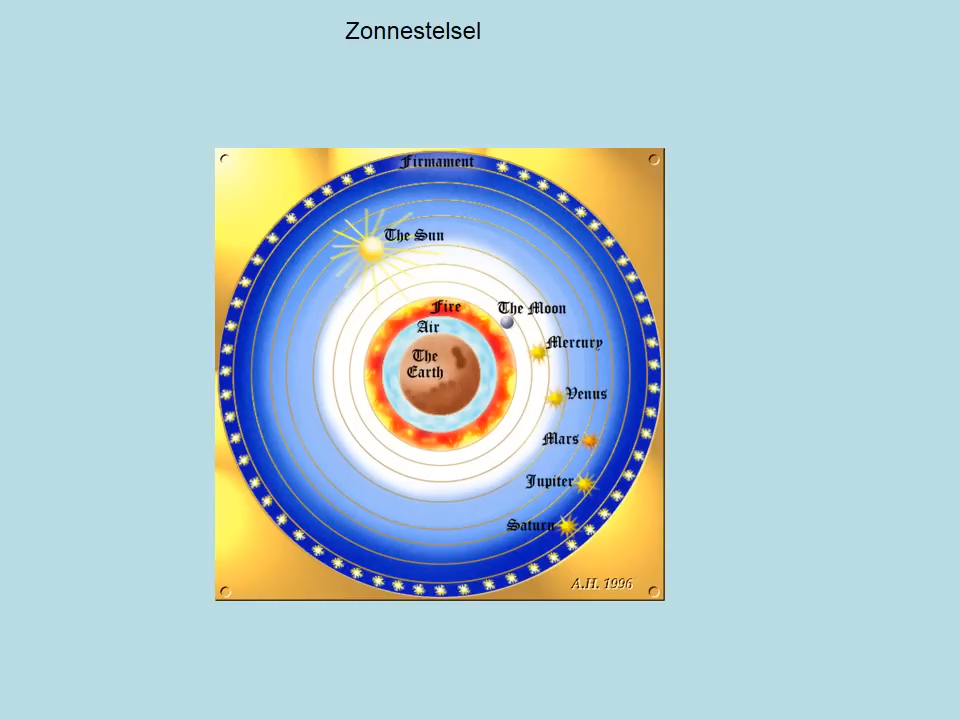 Zonnestelsel
Firmament
The Sun
Fire
The Moon
Air
Mercury
The
Earth
Venus
Mars
Jupiter
Saturn
A.H. 1996